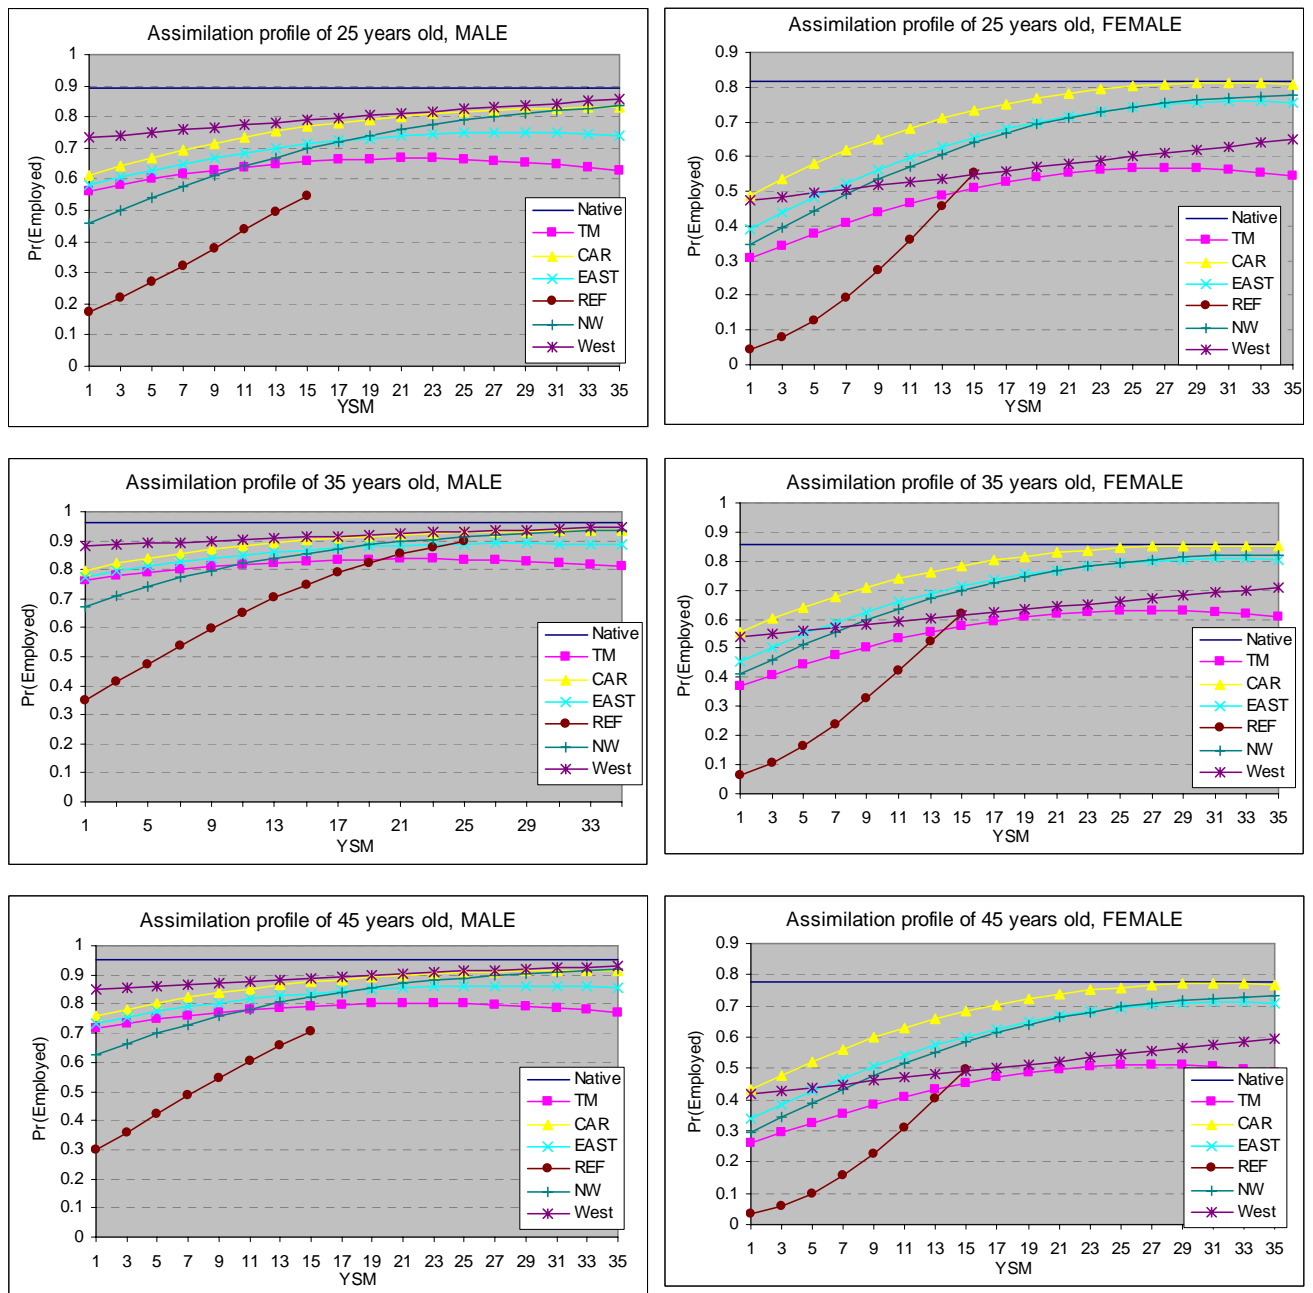 Assimilation profile of 25 years old, MALE
Pr(Employed)
1
0.9
0.8
0.7
0.6
0.5
0.4
0.3
0.2
0.1
0
1 3 5 7 9 11 13 15 17 19 21 23 25 27 29 31 33 35
YSM
Native
TM
CAR
EAST
REF
NW
West
Assimilation profile of 25 years old, FEMALE
0.9
0.8
0.7
0.6
0.5
0.4
0.3
0.2
0.1
0
1 3 5 7 9 11 13 15 17 19 21 23 25 27 29 31 33 35
YSM
Native
TM
CAR
EAST
REF
NW
West
Assimilation profile of 35 years old, MALE
Pr(Employed)
1
0.9
0.8
0.7
0.6
0.5
0.4
0.3
0.2
0.1
0
1 5 9 13 17 21 25 29 33
YSM
Native
TM
CAR
EAST
REF
NW
West
Assimilation profile of 35 years old, FEMALE
1
0.9
0.8
0.7
0.6
0.5
0.4
0.3
0.2
0.1
0
1 3 5 7 9 11 13 15 17 19 21 23 25 27 29 31 33 35
YSM
Native
TM
CAR
EAST
REF
NW
West
Assimilation profile of 45 years old, MALE
Pr(Employed)
1
0.9
0.8
0.7
0.6
0.5
0.4
0.3
0.2
0.1
0
1 3 5 7 9 11 13 15 17 19 21 23 25 27 29 31 33 35
YSM
Native
TM
CAR
EAST
REF
NW
West
Assimilation profile of 45 years old, FEMALE
0.9
0.8
0.7
0.6
0.5
0.4
0.3
0.2
0.1
0
1 3 5 7 9 11 13 15 17 19 21 23 25 27 29 31 33 35
YSM
Native
TM
CAR
EAST
REF
NW
West